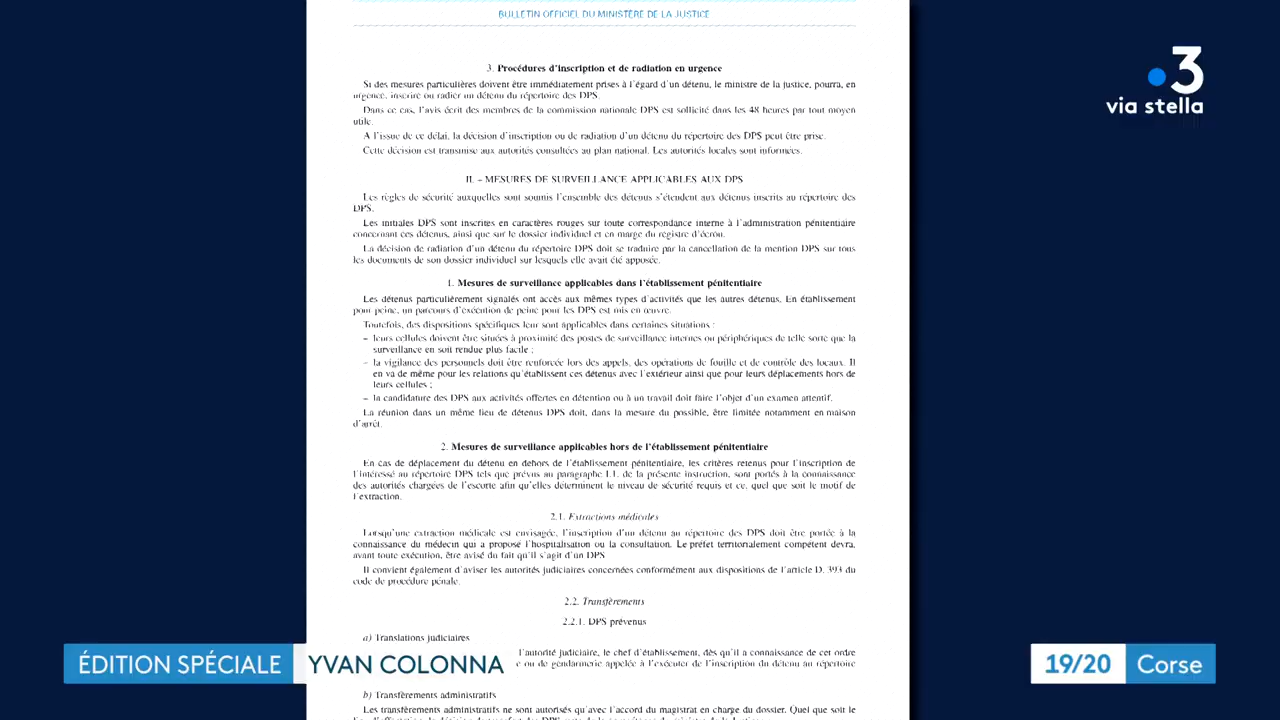 BULLETIN OFFICIEL DU MINISTÈRE DE LA JUSTICE
3. Procédures d'inscription et de radiation en urgence
Si des mesures particulières doivent être immédiatement prises à l'égard d'un détenu, le ministre de la justice, pourra, en
urgence, inscrire ou radier un détenu du répertoire des DPS.
Dans ce cas, l'avis écrit des membres de la commission nationale DPS est sollicité dans les 48 heures par tout moyen
utile.
A l'issue de ce délai, la décision d'inscription ou de radiation d'un détenu du répertoire des DPS peut être prise.
Cette décision est transmise aux autorités consultées au plan national. Les autorités locales sont informées.
II. – MESURES DE SURVEILLANCE APPLICABLES AUX DPS
Les règles de sécurité auxquelles sont soumis l'ensemble des détenus s'étendent aux détenus inscrits au répertoire des
DPS.
Les initiales DPS sont inscrites en caractères rouges sur toute correspondance interne à l'administration pénitentiaire
concernant ces détenus, ainsi que sur le dossier individuel et en marge du registre d'écrou.
La décision de radiation d'un détenu du répertoire DPS doit se traduire par la cancellation de la mention DPS sur tous
les documents de son dossier individuel sur lesquels elle avait été apposée.
1. Mesures de surveillance applicables dans l'établissement pénitentiaire
Les détenus particulièrement signalés ont accès aux mêmes types d'activités que les autres détenus. En établissement
pour peine, un parcours d'exécution de peine pour les DPS est mis en œuvre.
Toutefois, des dispositions spécifiques leur sont applicables dans certaines situations :
– leurs cellules doivent être situées à proximité des postes de surveillance internes ou périphériques de telle sorte que la
surveillance en soit rendue plus facile ;
– la vigilance des personnels doit être renforcée lors des appels, des opérations de fouille et de contrôle des locaux. Il
en va de même pour les relations qu'établissent ces détenus avec l'extérieur ainsi que pour leurs déplacements hors de
leurs cellules ;
– la candidature des DPS aux activités offertes en détention ou à un travail doit faire l'objet d'un examen attentif.
La réunion dans un même lieu de détenus DPS doit, dans la mesure du possible, être limitée notamment en maison
d'arrêt.
2. Mesures de surveillance applicables hors de l'établissement pénitentiaire
En cas de déplacement du détenu en dehors de l'établissement pénitentiaire, les critères retenus pour l'inscription de
l'intéressé au répertoire DPS tels que prévus au paragraphe I.1. de la présente instruction, sont portés à la connaissance
des autorités chargées de l'escorte afin qu'elles déterminent le niveau de sécurité requis et ce, quel que soit le motif de
l'extraction.
2.1. Extractions médicales
Lorsqu'une extraction médicale est envisagée, l'inscription d'un détenu au répertoire des DPS doit être portée à la
connaissance du médecin qui a proposé l'hospitalisation ou la consultation. Le préfet territorialement compétent devra,
avant toute exécution, être avisé du fait qu'il s'agit d'un DPS
Il convient également d'aviser les autorités judiciaires concernées conformément aux dispositions de l'article D. 393 du
code de procédure pénale.
2.2. Transfèrements
2.2.1. DPS prévenus
a) Translations judiciaires
l'autorité judiciaire, le chef d'établissement, dès qu'il a connaissance de cet ordre
ou de gendarmerie appelée à l'exécuter de l'inscription du détenu au répertoire
b) Transfèrements administratifs
Les transfèrements administratifs ne sont autorisés qu'avec l'accord du magistrat en charge du dossier. Quel que soit le
3
via stella
ÉDITION SPÉCIALE YVAN COLONNA
19/20 Corse